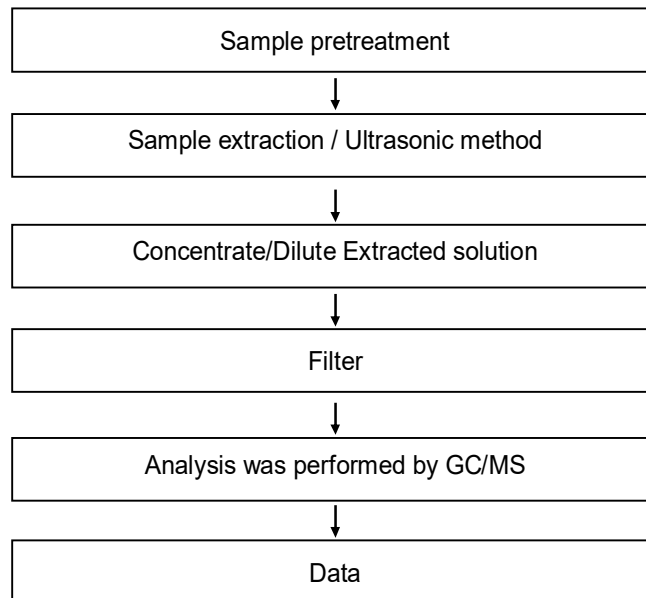 Sample pretreatment
Sample extraction / Ultrasonic method
Concentrate/Dilute Extracted solution
Filter
Analysis was performed by GC/MS
Data